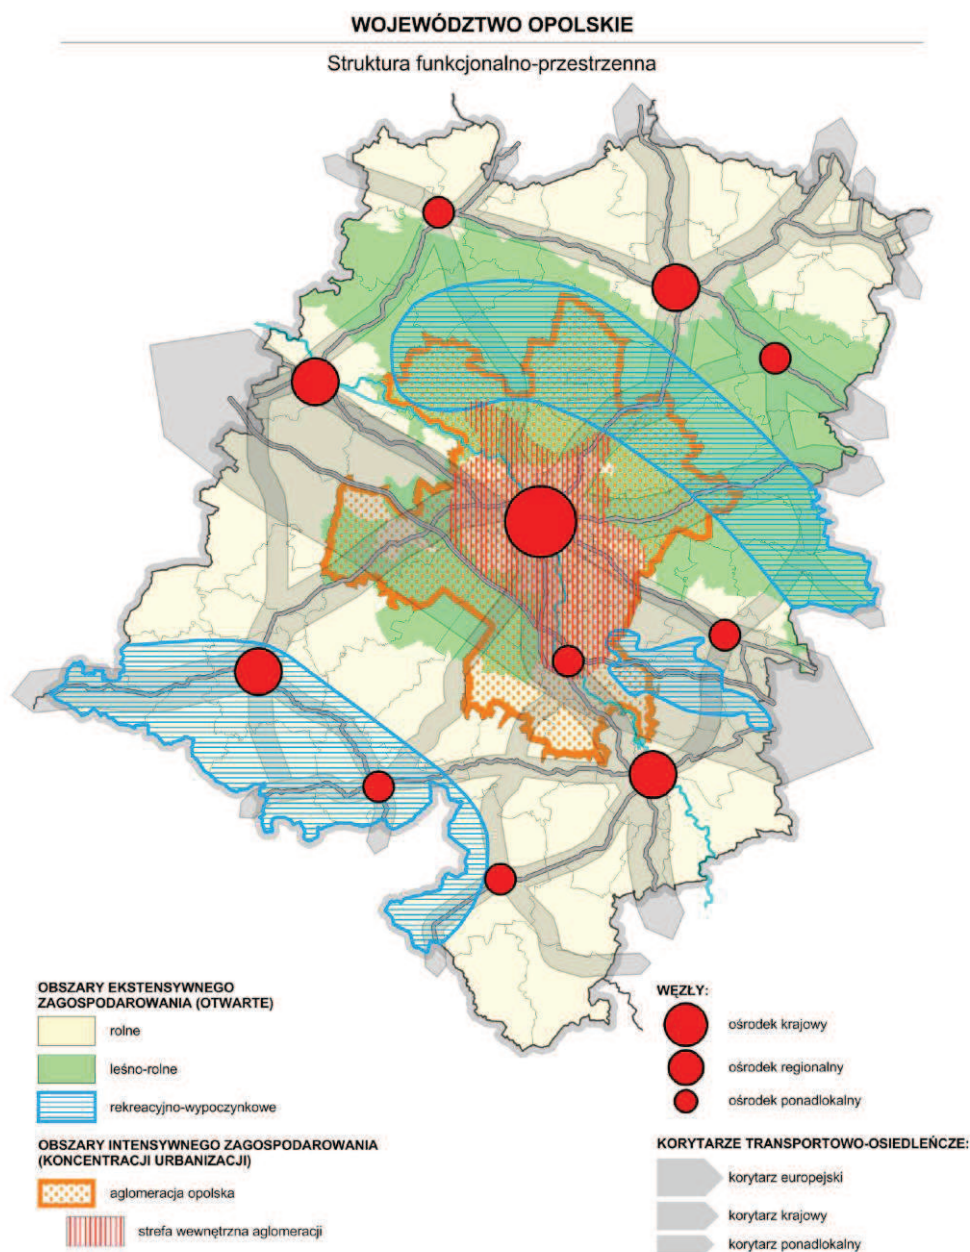 WOJEWÓDZTWO OPOLSKIE
Struktura funkcjonalno-przestrzenna
OBSZARY EKSTENSYWNEGO
ZAGOSPODAROWANIA (OTWARTE)
rolne
leśno-rolne
rekreacyjno-wypoczynkowe
OBSZARY INTENSYWNEGO ZAGOSPODAROWANIA
(KONCENTRACJI URBANIZACJI)
aglomeracja opolska
strefa wewnętrzna aglomeracji
WĘZŁY:
ośrodek krajowy
ośrodek regionalny
ośrodek ponadlokalny
KORYTARZE TRANSPORTOWO-OSIEDLEŃCZE:
korytarz europejski
korytarz krajowy
korytarz ponadlokalny